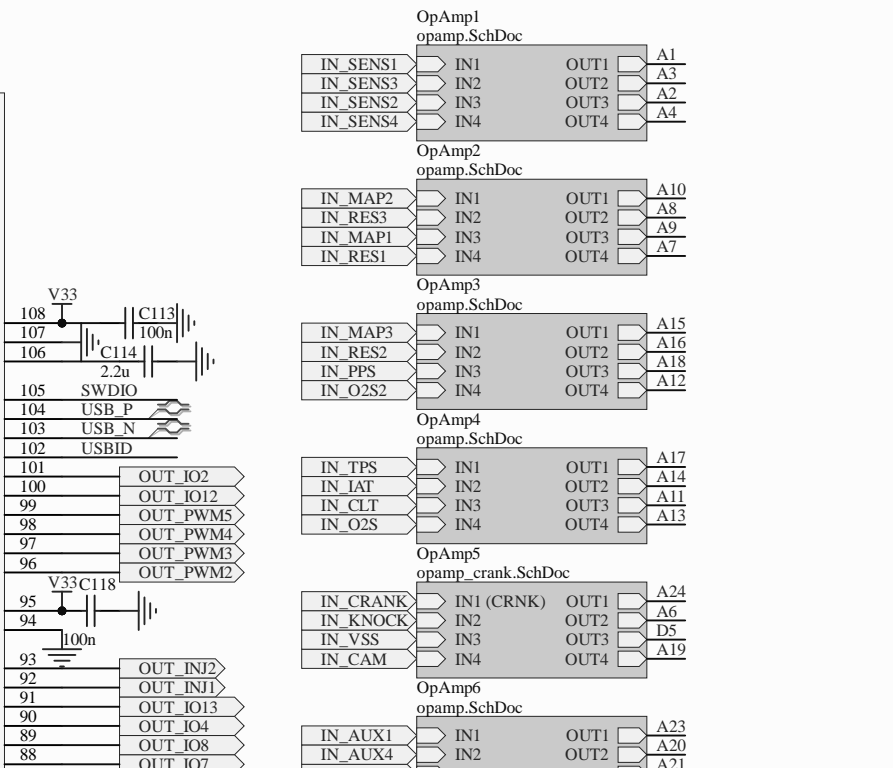 OpAmp1
opamp.SchDoc
IN_SENS1 IN1 OUT1 A1
IN_SENS3 IN2 OUT2 A3
IN_SENS2 IN3 OUT3 A2
IN_SENS4 IN4 OUT4 A4
OpAmp2
opamp.SchDoc
IN_MAP2 IN1 OUT1 A10
IN_RES3 IN2 OUT2 A8
IN_MAP1 IN3 OUT3 A9
IN_RES1 IN4 OUT4 A7
OpAmp3
opamp.SchDoc
IN_MAP3 IN1 OUT1 A15
IN_RES2 IN2 OUT2 A16
IN_PPS IN3 OUT3 A18
IN_O2S2 IN4 OUT4 A12
OpAmp4
opamp.SchDoc
IN_TPS IN1 OUT1 A17
IN_IAT IN2 OUT2 A14
IN_CLT IN3 OUT3 A11
IN_O2S IN4 OUT4 A13
OpAmp5
opamp_crank.SchDoc
IN_CRANK IN1 (CRNK) OUT1 A24
IN_KNOCK IN2 OUT2 A6
IN_VSS IN3 OUT3 D5
IN_CAM IN4 OUT4 A19
OpAmp6
opamp.SchDoc
IN_AUX1 IN1 OUT1 A23
IN_AUX4 IN2 OUT2 A20
A21
V33
108 C113
107 100n
106 C114
2.2u
105 SWDIO
104 USB_P
103 USB_N
102 USBID
101 OUT_IO2
100 OUT_IO12
99 OUT_PWM5
98 OUT_PWM4
97 OUT_PWM3
96 OUT_PWM2
V33 C118
95
94 100n
93 OUT_INJ2
92 OUT_INJ1
91 OUT_IO13
90 OUT_IO4
89 OUT_IO8
88 OUT_IO7